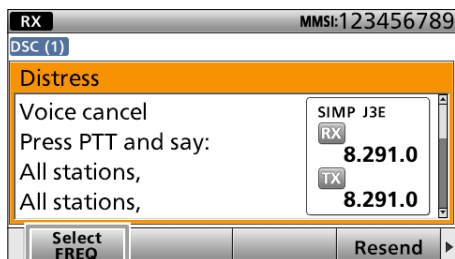 RX MMSI:123456789
DSC (1)
Distress
Voice cancel
Press PTT and say:
All stations,
All stations,
SIMP J3E
RX
8.291.0
TX
8.291.0
Select
FREQ
Resend